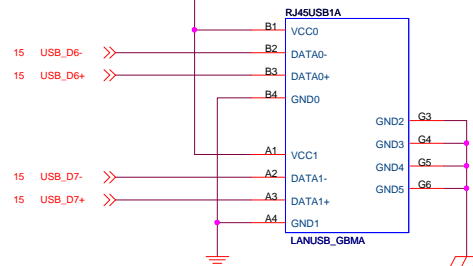 RJ45USB1A
B1 VCC0
15 USB_D6- B2 DATA0-
15 USB_D6+ B3 DATA0+
B4 GND0
GND2 G3
GND3 G4
A1 VCC1
GND4 G5
15 USB_D7- A2 DATA1-
GND5 G6
15 USB_D7+ A3 DATA1+
A4 GND1
LANUSB_GBMA